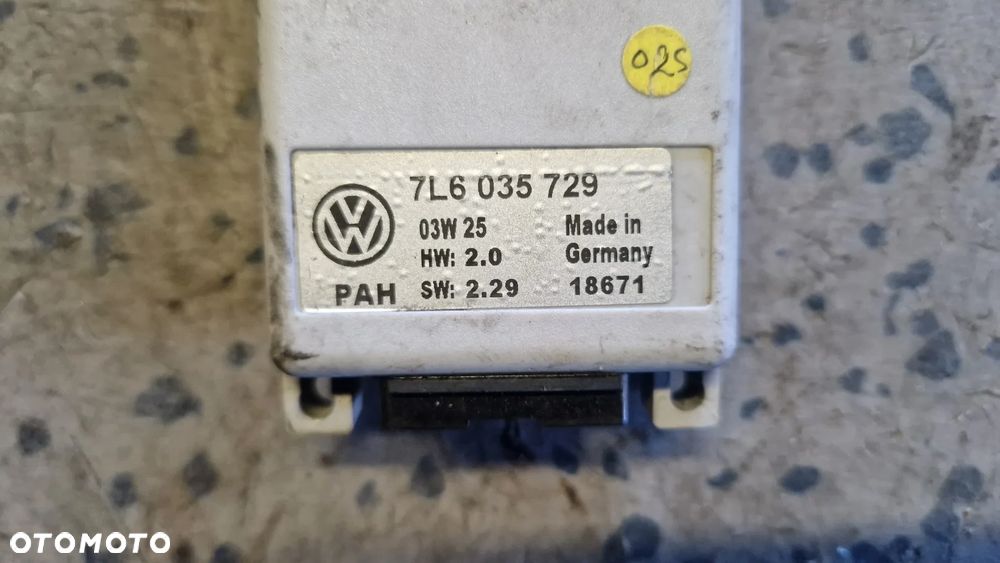 025
7L6 035 729
03W 25 Made in
HW: 2.0 Germany
PAH SW: 2.29 18671
OTOMOTO